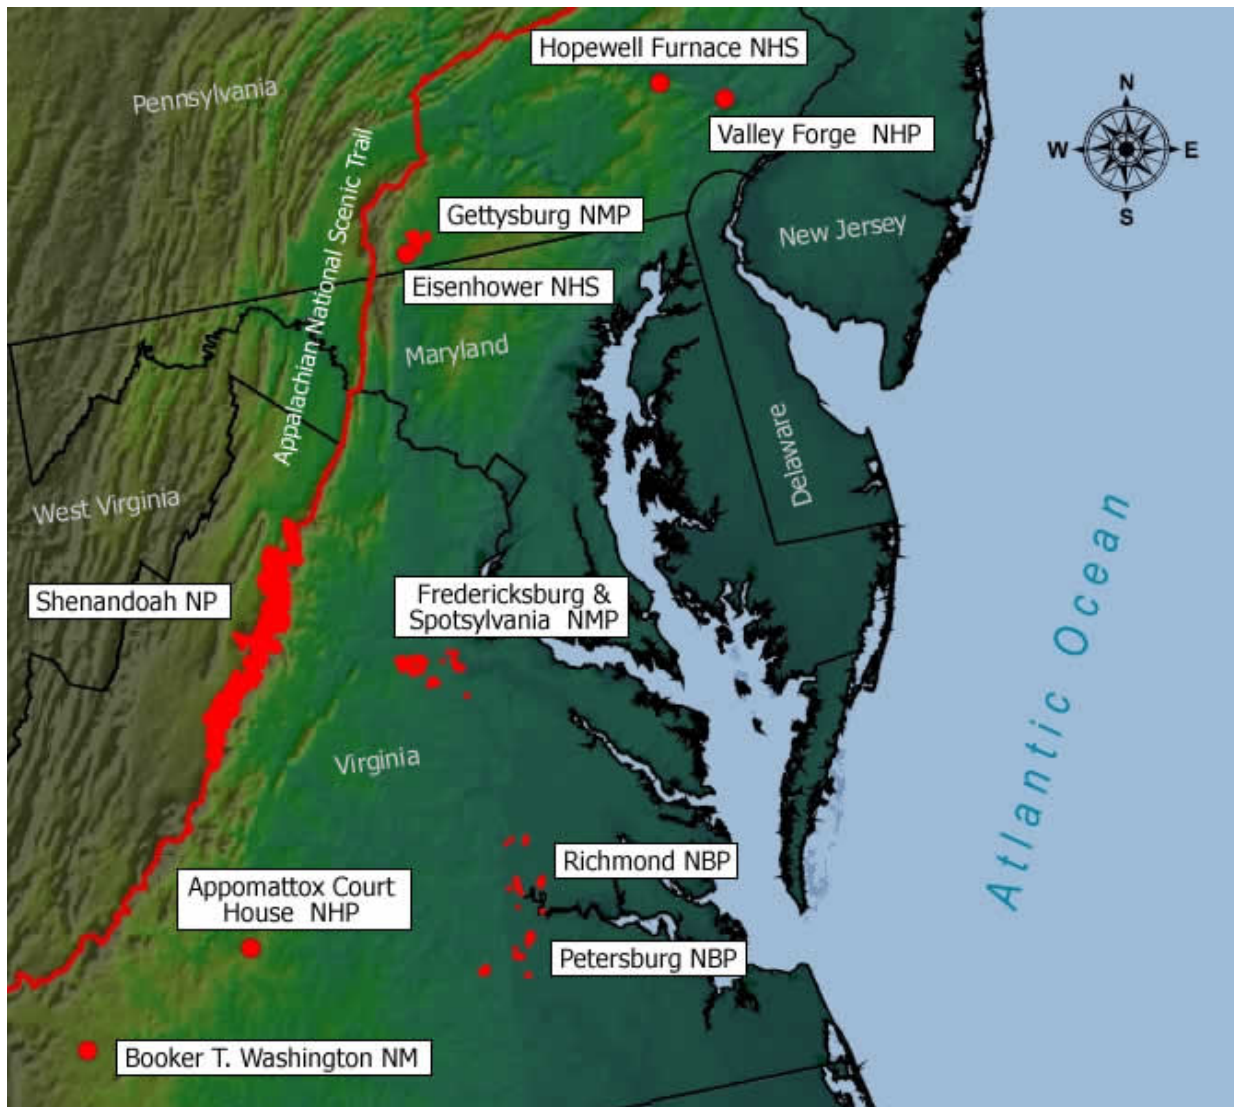 Hopewell Furnace NHS
Pennsylvania
N
Valley Forge NHP
W
E
S
Appalachian National Scenic Trail
Gettysburg NMP
New Jersey
Eisenhower NHS
Maryland
Delaware
West Virginia
Atlantic Ocean
Shenandoah NP
Fredericksburg &
Spotsylvania NMP
Virginia
Richmond NBP
Appomattox Court
House NHP
Petersburg NBP
Booker T. Washington NM